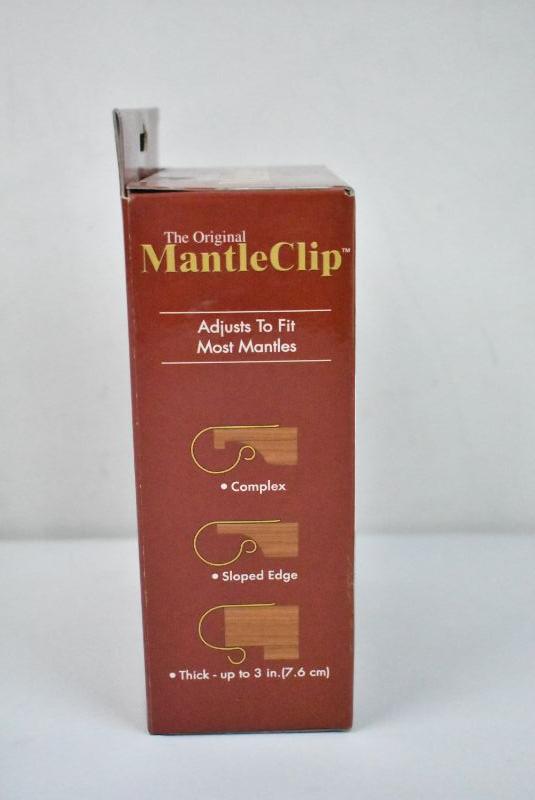 The Original
MantleClip™
Adjusts To Fit
Most Mantles
• Complex
• Sloped Edge
• Thick - up to 3 in.(7.6 cm)